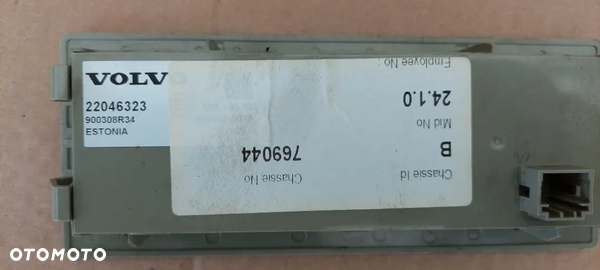 VOLVO
22046323
900308R34
ESTONIA
Chassie Id
Chassie No
B
769044
Mid No
24.1.0
Employee No :
OTOMOTO